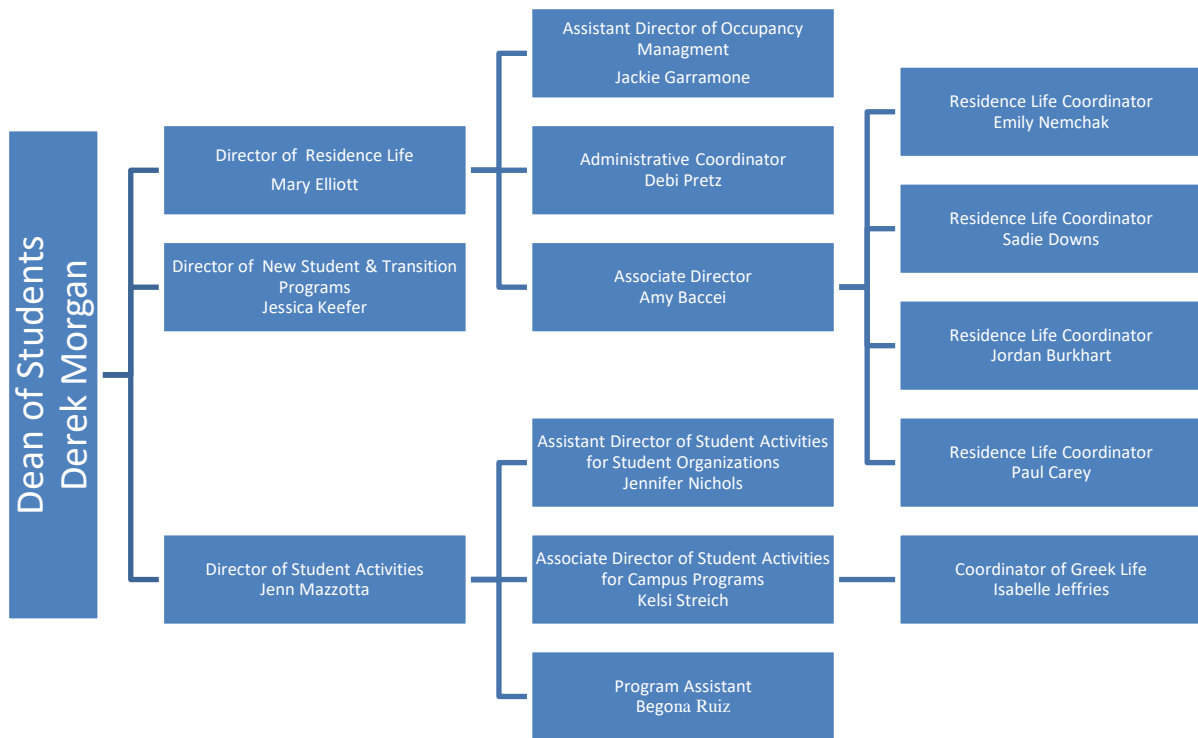 Dean of Students
Derek Morgan
Director of Residence Life
Mary Elliott
Director of New Student & Transition
Programs
Jessica Keefer
Director of Student Activities
Jenn Mazzotta
Assistant Director of Occupancy
Managment
Jackie Garramone
Administrative Coordinator
Debi Pretz
Associate Director
Amy Baccei
Assistant Director of Student Activities
for Student Organizations
Jennifer Nichols
Associate Director of Student Activities
for Campus Programs
Kelsi Streich
Program Assistant
Begona Ruiz
Residence Life Coordinator
Emily Nemchak
Residence Life Coordinator
Sadie Downs
Residence Life Coordinator
Jordan Burkhart
Residence Life Coordinator
Paul Carey
Coordinator of Greek Life
Isabelle Jeffries